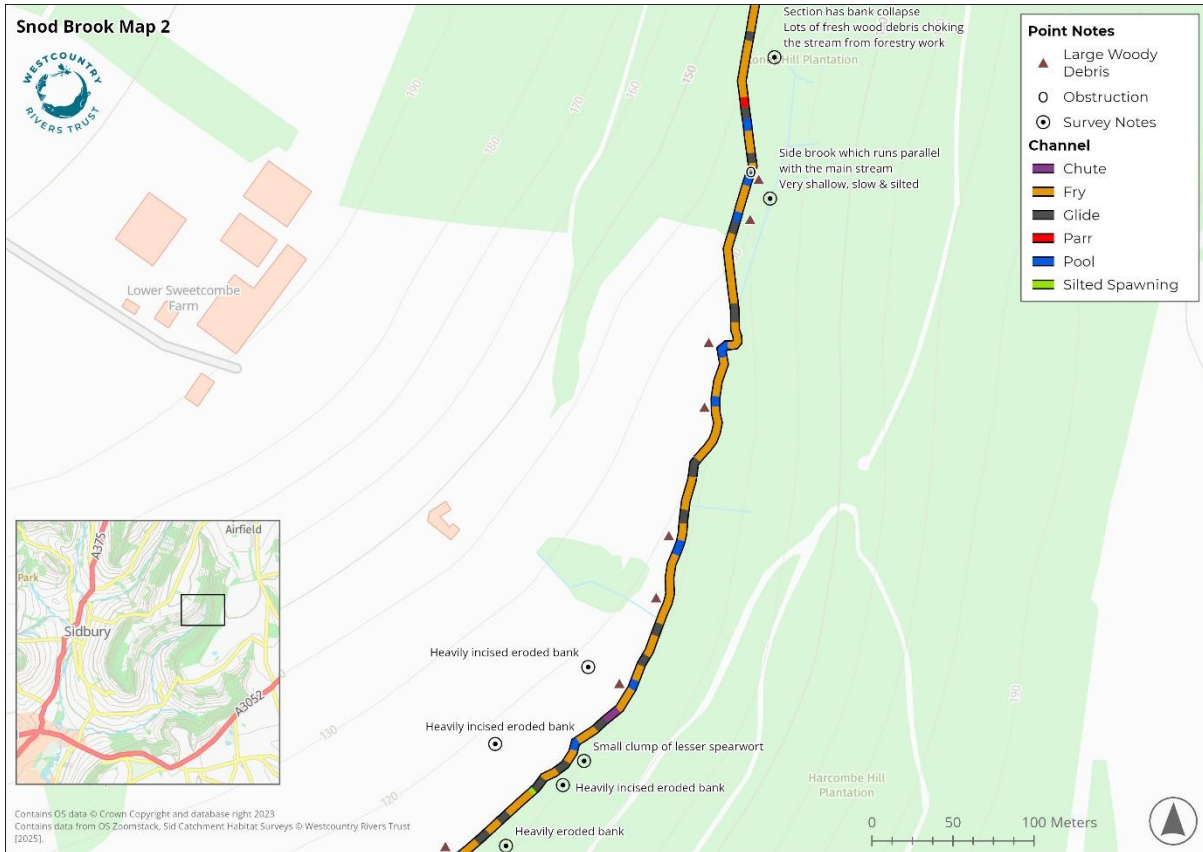 Snod Brook Map 2
WESTCOUNTRY
RIVERS TRUST
Section has bank collapse
Lots of fresh wood debris choking
the stream from forestry work
Hill Plantation
Side brook which runs parallel
with the main stream
Very shallow, slow & silted
Point Notes
Large Woody
Debris
Obstruction
Survey Notes
Channel
Chute
Fry
Glide
Parr
Pool
Silted Spawning
190
180
170
160
150
Lower Sweetcombe
Farm
Heavily incised eroded bank
Heavily incised eroded bank
Small clump of lesser spearwort
Heavily incised eroded bank
Heavily eroded bank
130
120
190
Harcombe Hill
Plantation
Airfield
A375
Park
Sidbury
A3052
0 50 100 Meters
Contains OS data © Crown Copyright and database right 2023
Contains data from OS Zoomstack, Sid Catchment Habitat Surveys © Westcountry Rivers Trust
[2025].